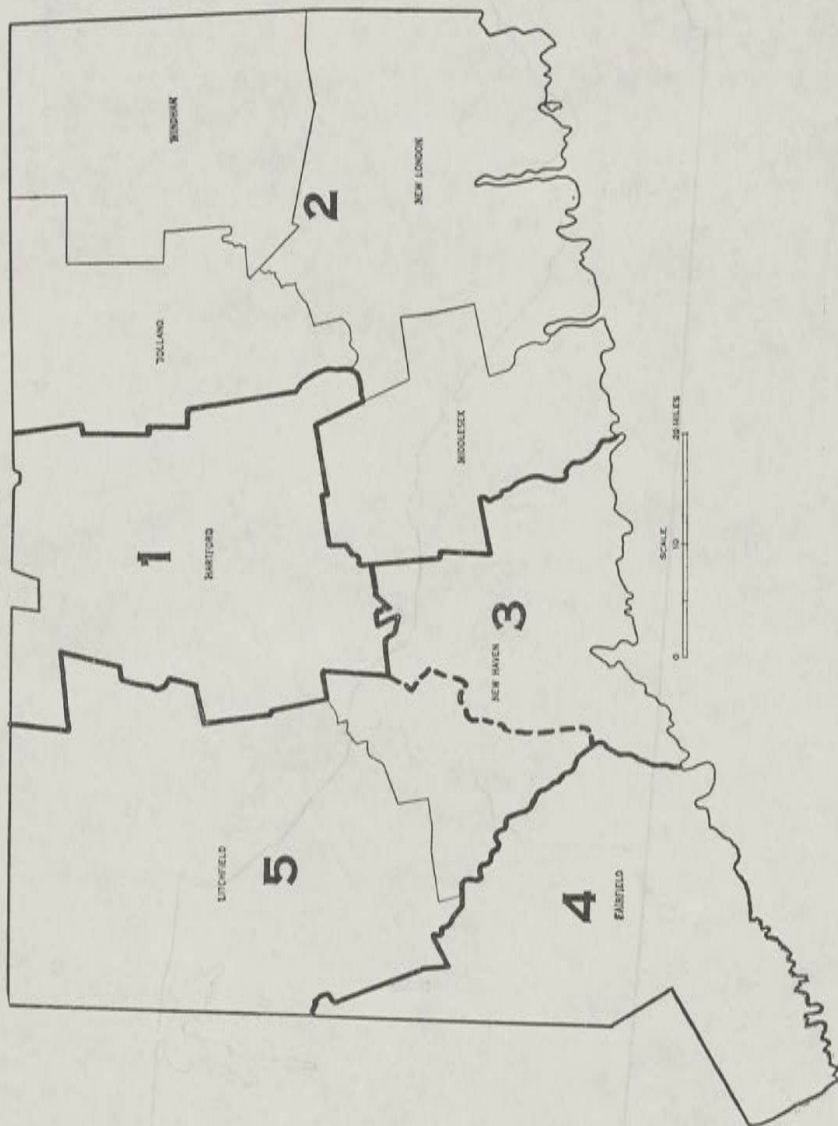 1
TOLLAND
WINDHAM
HARTFORD
LITCHFIELD
5
2
NEW LONDON
MIDDLESEX
NEW HAVEN
3
4
FAIRFIELD
SCALE
0 10 20 MILES